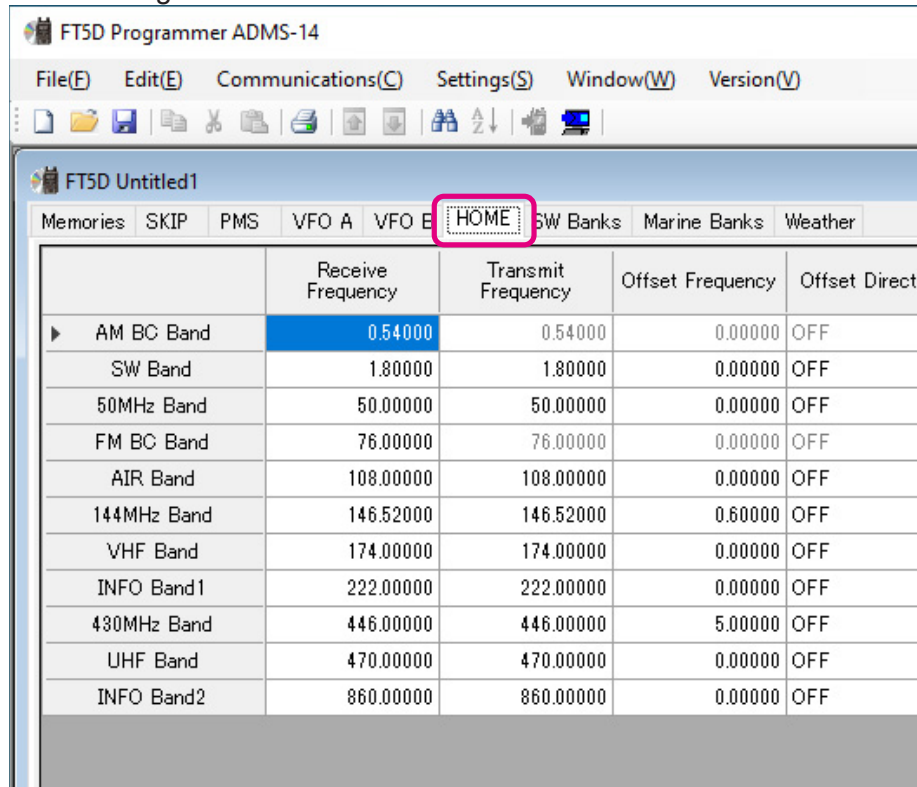 FT5D Programmer ADMS-14
File(F) Edit(E) Communications(C) Settings(S) Window(W) Version(V)
FT5D Untitled1
Memories SKIP PMS VFO A VFO B HOME SW Banks Marine Banks Weather
Receive Frequency Transmit Frequency Offset Frequency Offset Direct
AM BC Band 0.54000 0.54000 0.00000 OFF
SW Band 1.80000 1.80000 0.00000 OFF
50MHz Band 50.00000 50.00000 0.00000 OFF
FM BC Band 76.00000 76.00000 0.00000 OFF
AIR Band 108.00000 108.00000 0.00000 OFF
144MHz Band 146.52000 146.52000 0.60000 OFF
VHF Band 174.00000 174.00000 0.00000 OFF
INFO Band1 222.00000 222.00000 0.00000 OFF
430MHz Band 446.00000 446.00000 5.00000 OFF
UHF Band 470.00000 470.00000 0.00000 OFF
INFO Band2 860.00000 860.00000 0.00000 OFF